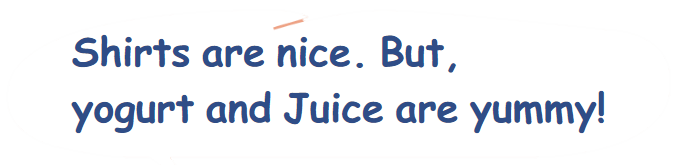 Shirts are nice. But,
yogurt and Juice are yummy!